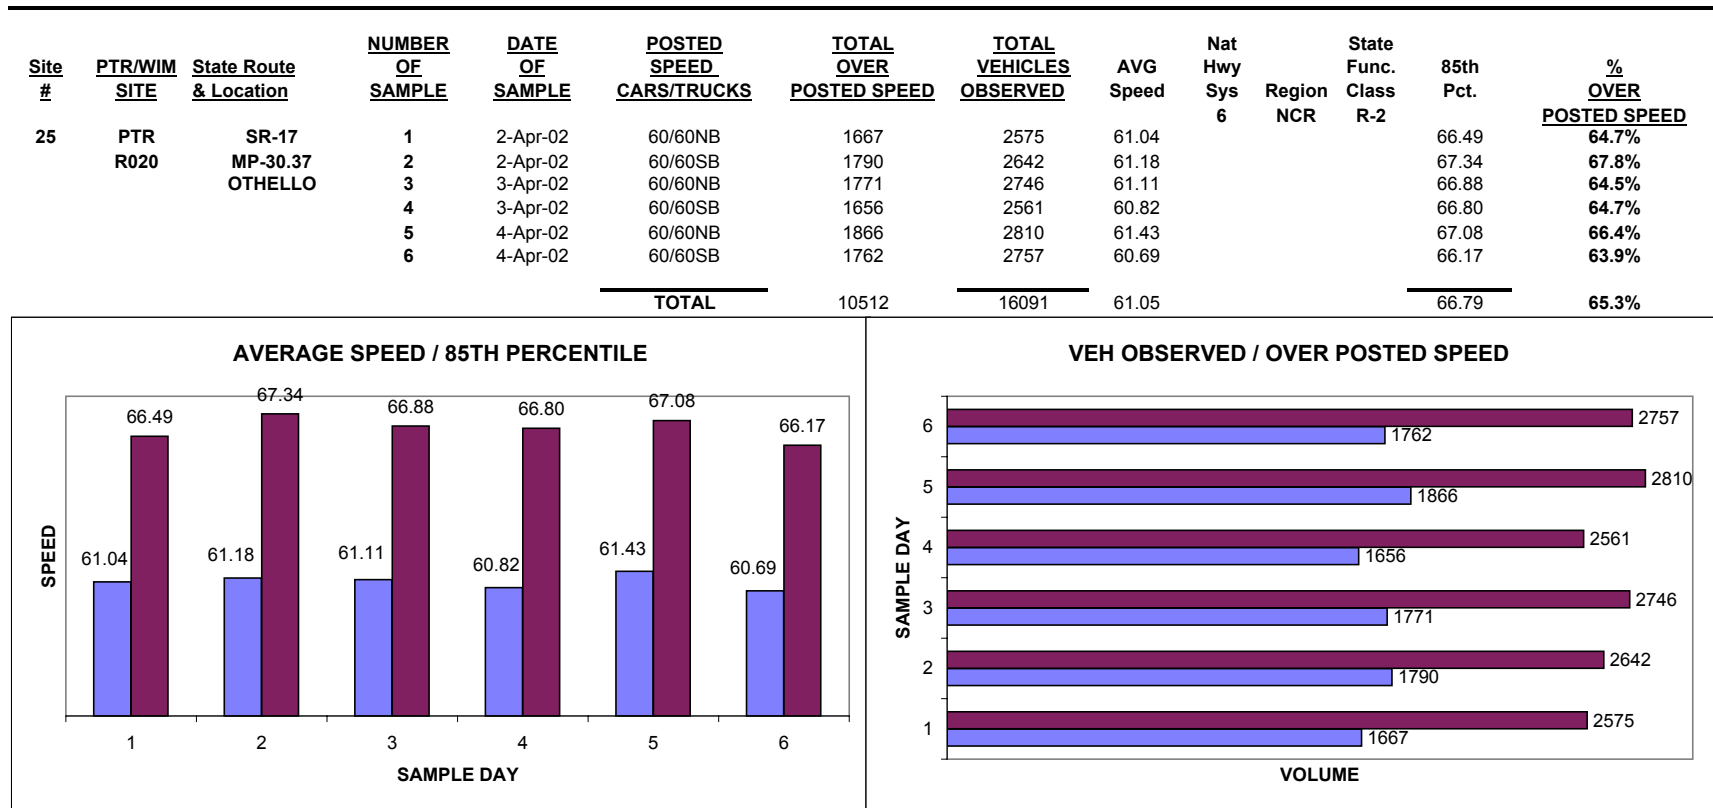 NUMBER DATE POSTED TOTAL TOTAL Nat State
Site PTR/WIM State Route OF OF SPEED OVER VEHICLES AVG Hwy Func. 85th %
# SITE & Location SAMPLE SAMPLE CARS/TRUCKS POSTED SPEED OBSERVED Speed Sys Region Class Pct. OVER
6 NCR R-2 POSTED SPEED
25 PTR SR-17 1 2-Apr-02 60/60NB 1667 2575 61.04 66.49 64.7%
R020 MP-30.37 2 2-Apr-02 60/60SB 1790 2642 61.18 67.34 67.8%
OTHELLO 3 3-Apr-02 60/60NB 1771 2746 61.11 66.88 64.5%
4 3-Apr-02 60/60SB 1656 2561 60.82 66.80 64.7%
5 4-Apr-02 60/60NB 1866 2810 61.43 67.08 66.4%
6 4-Apr-02 60/60SB 1762 2757 60.69 66.17 63.9%
TOTAL 10512 16091 61.05 66.79 65.3%
AVERAGE SPEED / 85TH PERCENTILE
66.49 67.34 66.88 66.80 67.08 66.17
61.04 61.18 61.11 60.82 61.43 60.69
SPEED
1 2 3 4 5 6
SAMPLE DAY
VEH OBSERVED / OVER POSTED SPEED
6 2757
1762
5 2810
1866
4 2561
1656
3 2746
1771
2 2642
1790
1 2575
1667
SAMPLE DAY
VOLUME